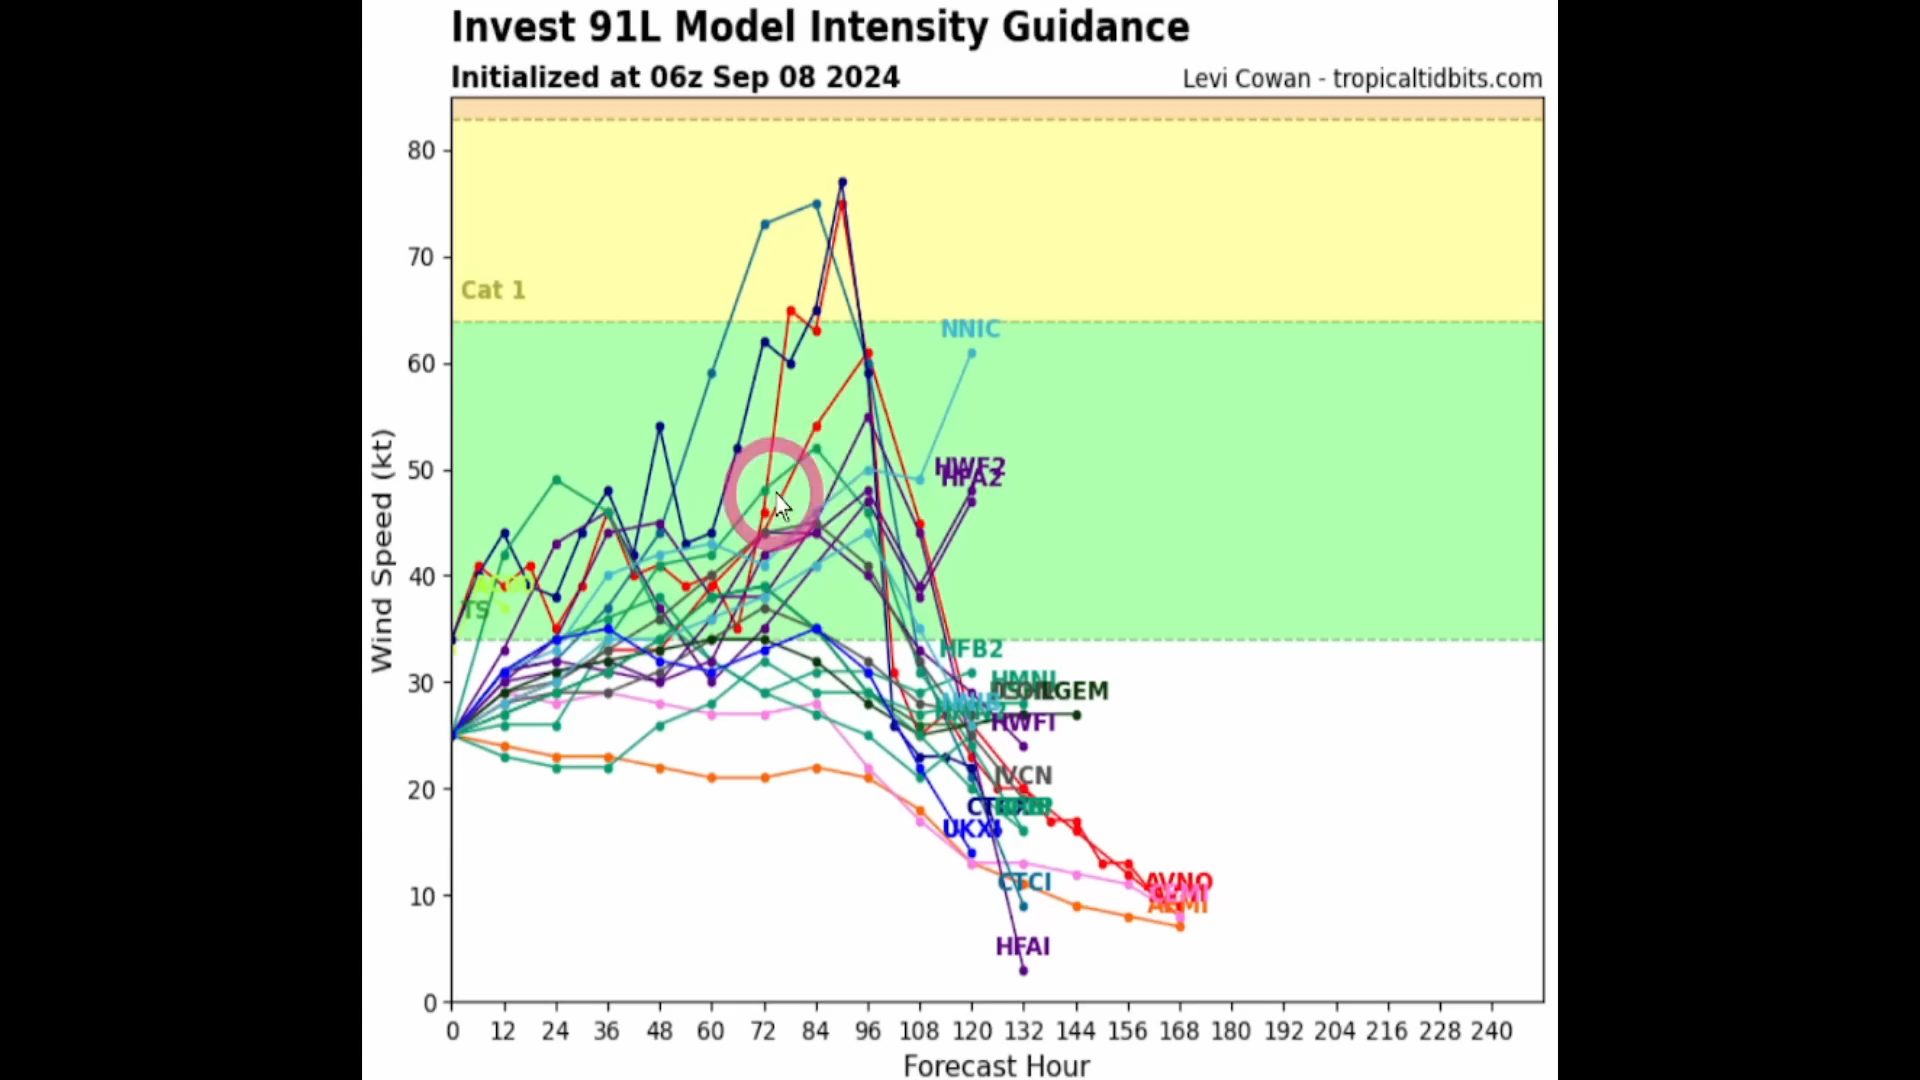 Invest 91L Model Intensity Guidance
Initialized at 06z Sep 08 2024
Levi Cowan - tropicaltidbits.com
80
70
60
50
40
30
20
10
0
Wind Speed (kt)
Cat 1
TS
NNIC
HWF2
HFA2
HFB2
HMNI
LGEM
HWFI
IVCN
UKXI
CTCI
AVNO
CEMI
AEMI
HFAI
0 12 24 36 48 60 72 84 96 108 120 132 144 156 168 180 192 204 216 228 240
Forecast Hour